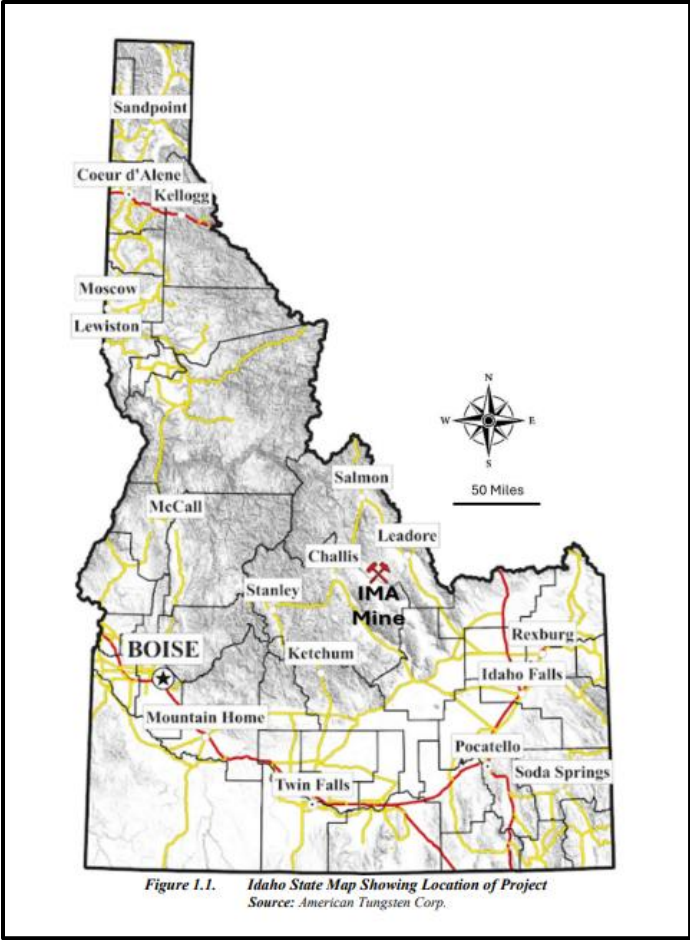 Sandpoint
Coeur d'Alene
Kellogg
Moscow
Lewiston
N
W
E
S
50 Miles
Salmon
McCall
Leadore
Challis
Stanley
IMA
Mine
Rexburg
BOISE
Ketchum
Idaho Falls
Mountain Home
Pocatello
Soda Springs
Twin Falls
Figure 1.1. Idaho State Map Showing Location of Project
Source: American Tungsten Corp.